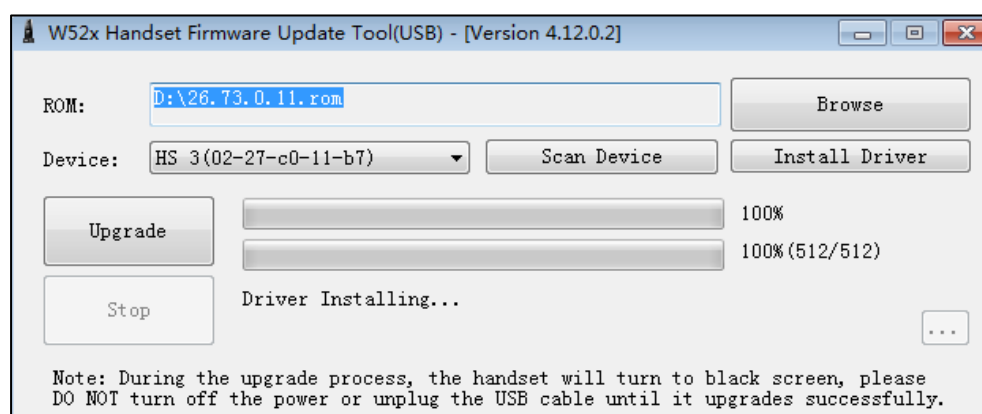 W52x Handset Firmware Update Tool(USB) - [Version 4.12.0.2]
ROM: D:\26.73.0.11.rom Browse
Device: HS 3(02-27-c0-11-b7) Scan Device Install Driver
Upgrade 100%
100%(512/512)
Stop Driver Installing...
...
Note: During the upgrade process, the handset will turn to black screen, please
DO NOT turn off the power or unplug the USB cable until it upgrades successfully.